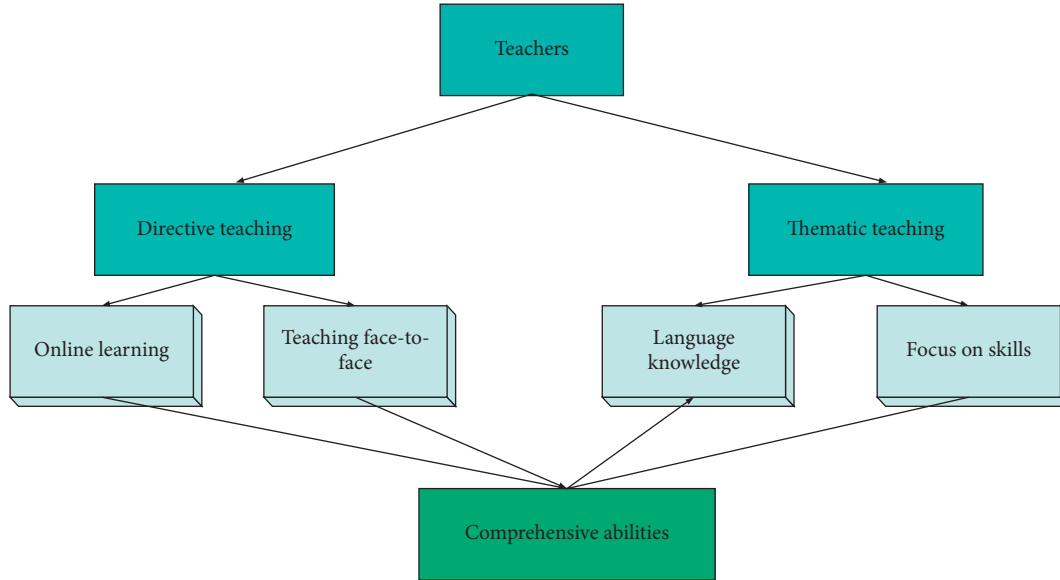 Teachers
Directive teaching
Thematic teaching
Online learning
Teaching face-to-
face
Language
knowledge
Focus on skills
Comprehensive abilities